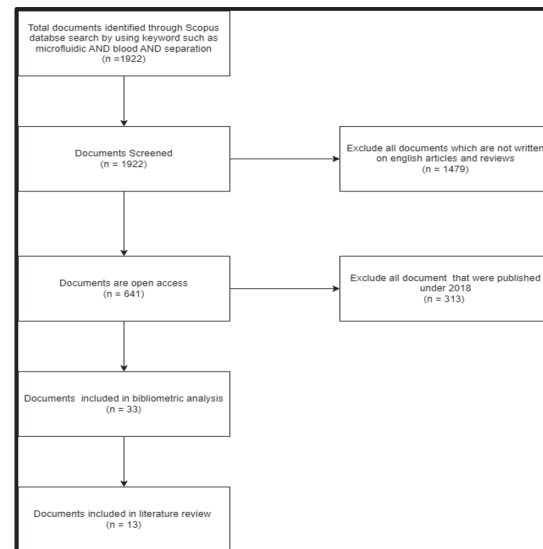 Total documents identified through Scopus
databse search by using keyword such as
microfluidic AND blood AND separation
(n =1922)
Documents Screened
(n = 1922)
Exclude all documents which are not written
on english articles and reviews
(n = 1479)
Documents are open access
(n = 641)
Exclude all document that were published
under 2018
(n = 313)
Documents included in bibliometric analysis
(n = 33)
Documents included in literature review
(n = 13)